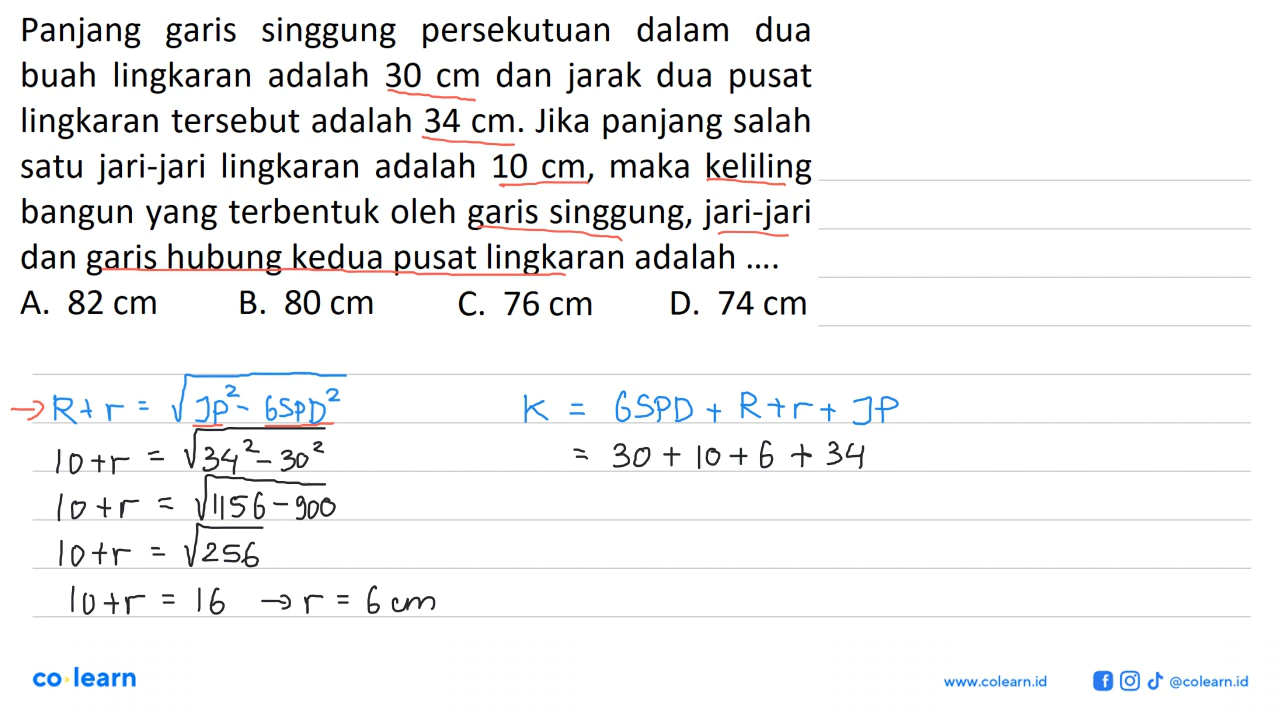 Panjang garis singgung persekutuan dalam dua
buah lingkaran adalah 30 cm dan jarak dua pusat
lingkaran tersebut adalah 34 cm. Jika panjang salah
satu jari-jari lingkaran adalah 10 cm, maka keliling
bangun yang terbentuk oleh garis singgung, jari-jari
dan garis hubung kedua pusat lingkaran adalah ....
A. 82 cm B. 80 cm C. 76 cm D. 74 cm
→ R + r = √(JP² - GSPD²)
10 + r = √(34² - 30²)
10 + r = √(1156 - 900)
10 + r = √256
10 + r = 16 → r = 6 cm
K = GSPD + R + r + JP
= 30 + 10 + 6 + 34
co learn
www.colearn.id
@colearn.id